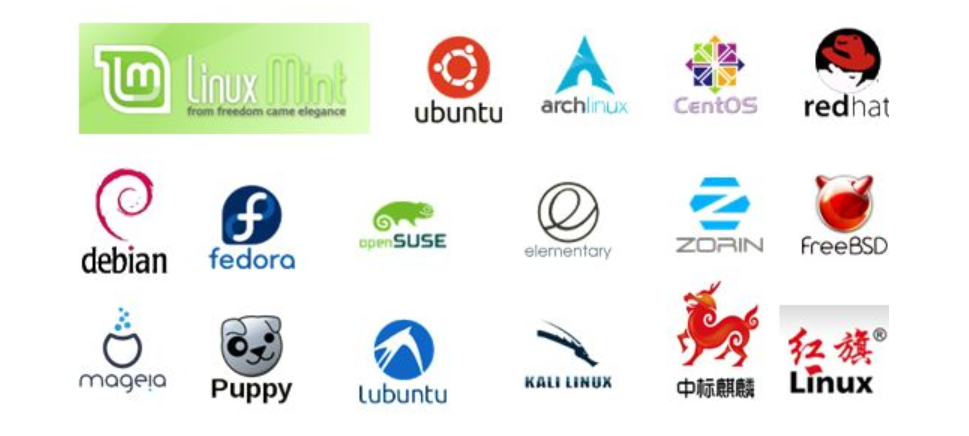 Linux Mint
from freedom came elegance
ubuntu
archlinux
CentOS
redhat
debian
fedora
openSUSE
elementary
ZORIN
FreeBSD
mageia
Puppy
Lubuntu
KALI LINUX
中标麒麟
红旗®
Linux